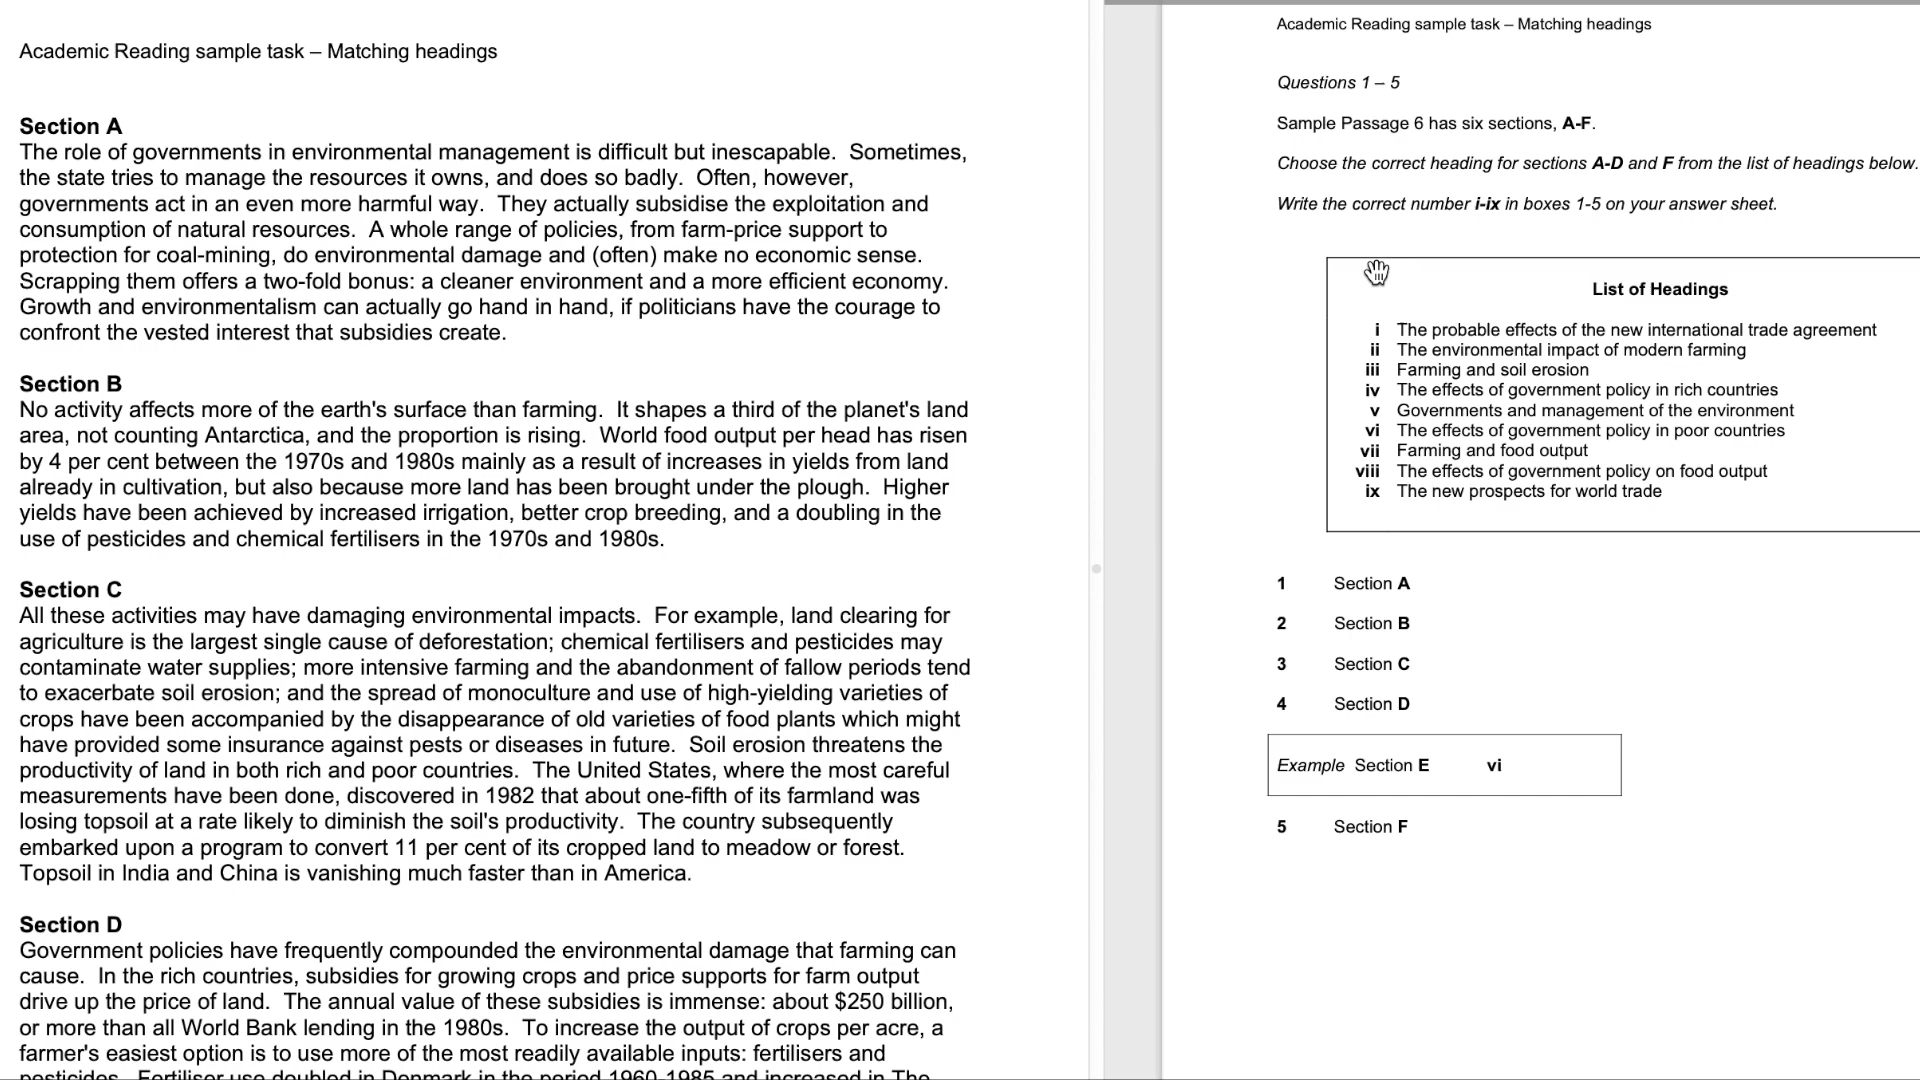 Academic Reading sample task – Matching headings
Section A
The role of governments in environmental management is difficult but inescapable.  Sometimes,
the state tries to manage the resources it owns, and does so badly.  Often, however,
governments act in an even more harmful way.  They actually subsidise the exploitation and
consumption of natural resources.  A whole range of policies, from farm-price support to
protection for coal-mining, do environmental damage and (often) make no economic sense.
Scrapping them offers a two-fold bonus: a cleaner environment and a more efficient economy.
Growth and environmentalism can actually go hand in hand, if politicians have the courage to
confront the vested interest that subsidies create.
Section B
No activity affects more of the earth's surface than farming.  It shapes a third of the planet's land
area, not counting Antarctica, and the proportion is rising.  World food output per head has risen
by 4 per cent between the 1970s and 1980s mainly as a result of increases in yields from land
already in cultivation, but also because more land has been brought under the plough.  Higher
yields have been achieved by increased irrigation, better crop breeding, and a doubling in the
use of pesticides and chemical fertilisers in the 1970s and 1980s.
Section C
All these activities may have damaging environmental impacts.  For example, land clearing for
agriculture is the largest single cause of deforestation; chemical fertilisers and pesticides may
contaminate water supplies; more intensive farming and the abandonment of fallow periods tend
to exacerbate soil erosion; and the spread of monoculture and use of high-yielding varieties of
crops have been accompanied by the disappearance of old varieties of food plants which might
have provided some insurance against pests or diseases in future.  Soil erosion threatens the
productivity of land in both rich and poor countries.  The United States, where the most careful
measurements have been done, discovered in 1982 that about one-fifth of its farmland was
losing topsoil at a rate likely to diminish the soil's productivity.  The country subsequently
embarked upon a program to convert 11 per cent of its cropped land to meadow or forest.
Topsoil in India and China is vanishing much faster than in America.
Section D
Government policies have frequently compounded the environmental damage that farming can
cause.  In the rich countries, subsidies for growing crops and price supports for farm output
drive up the price of land.  The annual value of these subsidies is immense: about $250 billion,
or more than all World Bank lending in the 1980s.  To increase the output of crops per acre, a
farmer's easiest option is to use more of the most readily available inputs: fertilisers and
pesticides.  Fertiliser use doubled in Denmark in the period 1960-1985 and increased in The
Academic Reading sample task – Matching headings
Questions 1 – 5
Sample Passage 6 has six sections, A-F.
Choose the correct heading for sections A-D and F from the list of headings below.
Write the correct number i-ix in boxes 1-5 on your answer sheet.
List of Headings
i The probable effects of the new international trade agreement
ii The environmental impact of modern farming
iii Farming and soil erosion
iv The effects of government policy in rich countries
v Governments and management of the environment
vi The effects of government policy in poor countries
vii Farming and food output
viii The effects of government policy on food output
ix The new prospects for world trade
1 Section A
2 Section B
3 Section C
4 Section D
Example Section E vi
5 Section F